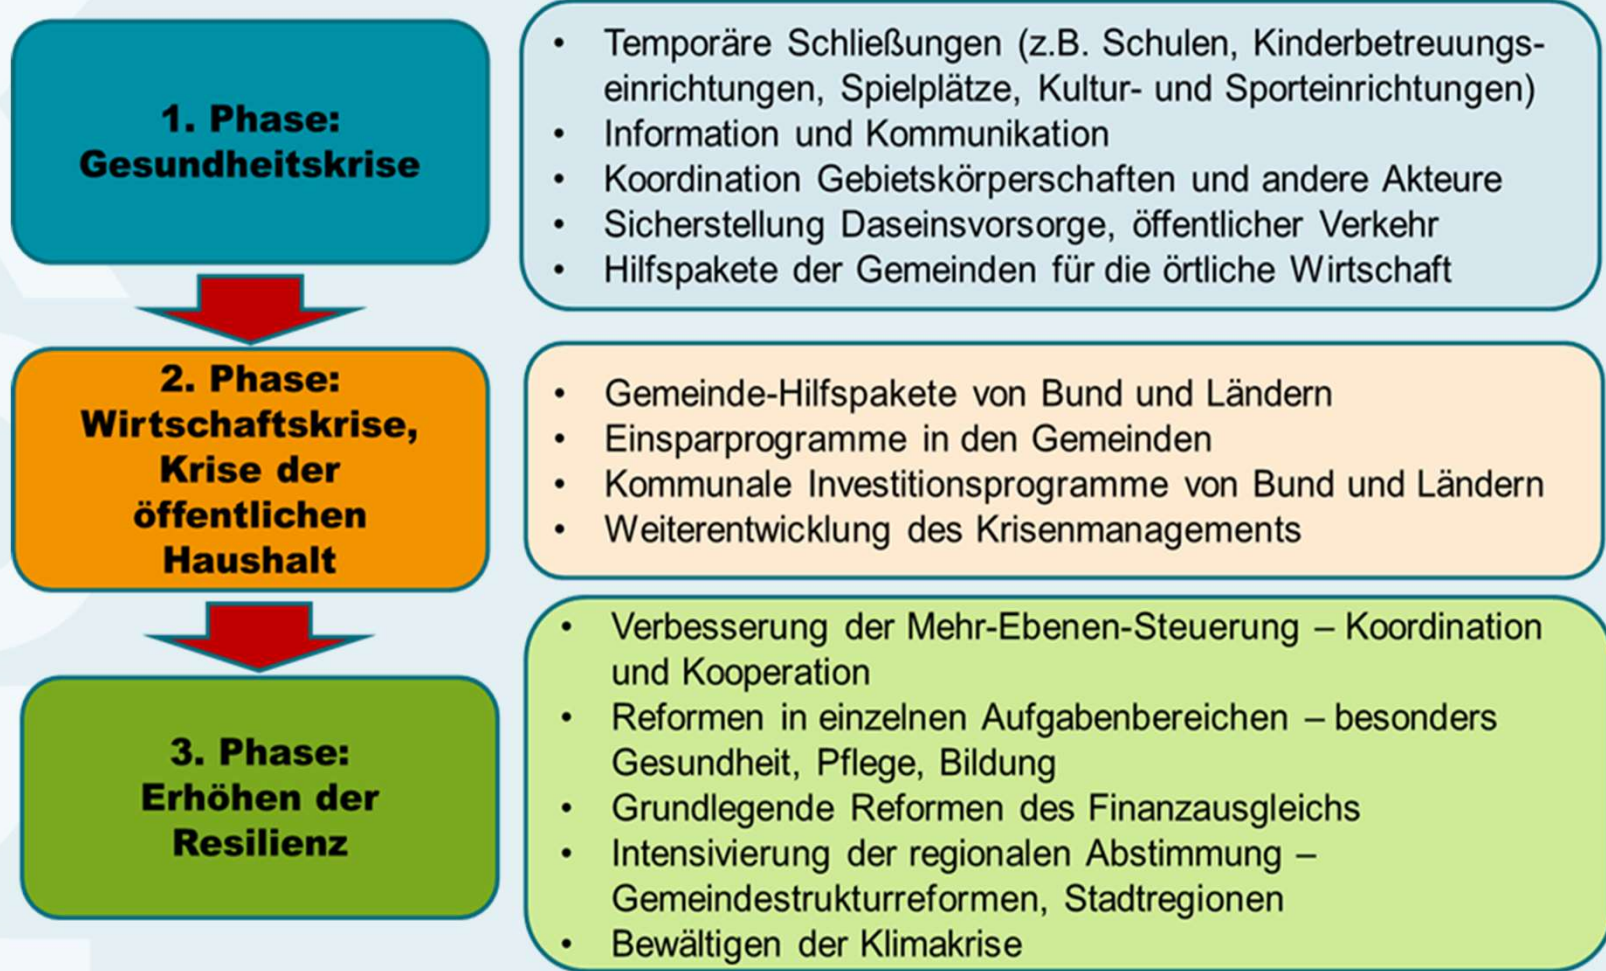 1. Phase:
Gesundheitskrise
• Temporäre Schließungen (z.B. Schulen, Kinderbetreuungs-
einrichtungen, Spielplätze, Kultur- und Sporteinrichtungen)
• Information und Kommunikation
• Koordination Gebietskörperschaften und andere Akteure
• Sicherstellung Daseinsvorsorge, öffentlicher Verkehr
• Hilfspakete der Gemeinden für die örtliche Wirtschaft
2. Phase:
Wirtschaftskrise,
Krise der
öffentlichen
Haushalt
• Gemeinde-Hilfspakete von Bund und Ländern
• Einsparprogramme in den Gemeinden
• Kommunale Investitionsprogramme von Bund und Ländern
• Weiterentwicklung des Krisenmanagements
3. Phase:
Erhöhen der
Resilienz
• Verbesserung der Mehr-Ebenen-Steuerung – Koordination
und Kooperation
• Reformen in einzelnen Aufgabenbereichen – besonders
Gesundheit, Pflege, Bildung
• Grundlegende Reformen des Finanzausgleichs
• Intensivierung der regionalen Abstimmung –
Gemeindestrukturreformen, Stadtregionen
• Bewältigen der Klimakrise